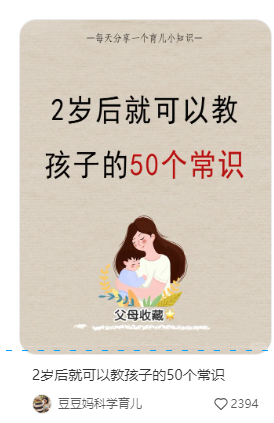 —每天分享一个育儿小知识—
2岁后就可以教
孩子的50个常识
父母收藏
2岁后就可以教孩子的50个常识
豆豆妈科学育儿
2394